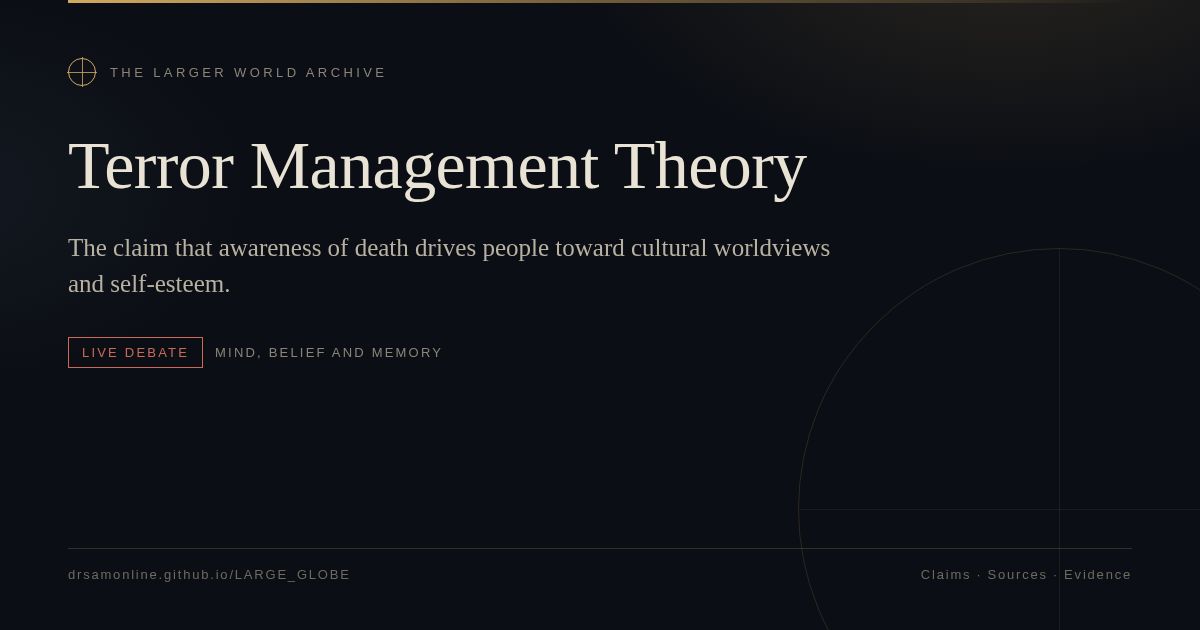 THE LARGER WORLD ARCHIVE
Terror Management Theory
The claim that awareness of death drives people toward cultural worldviews
and self-esteem.
LIVE DEBATE
MIND, BELIEF AND MEMORY
drsamonline.github.io/LARGE_GLOBE
Claims · Sources · Evidence